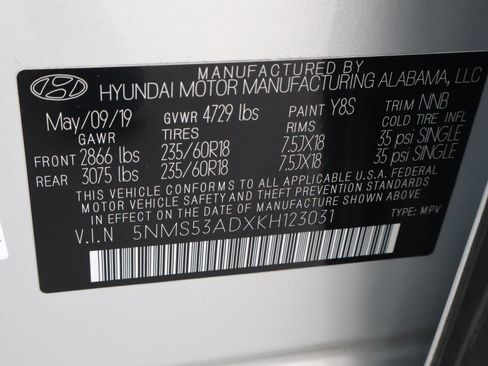 MANUFACTURED BY
HYUNDAI MOTOR MANUFACTURING ALABAMA, LLC
May/09/19 GVWR 4729 lbs PAINT Y8S TRIM NNB
GAWR TIRES RIMS COLD TIRE INFL
FRONT 2866 lbs 235/60R18 7.5JX18 35 psi SINGLE
REAR 3075 lbs 235/60R18 7.5JX18 35 psi SINGLE
THIS VEHICLE CONFORMS TO ALL APPLICABLE U.S.A. FEDERAL
MOTOR VEHICLE SAFETY AND THEFT PREVENTION STANDARDS
IN EFFECT ON THE DATE OF MANUFACTURE SHOWN ABOVE.
V.I.N 5NMS53ADXKH123031 TYPE: MPV